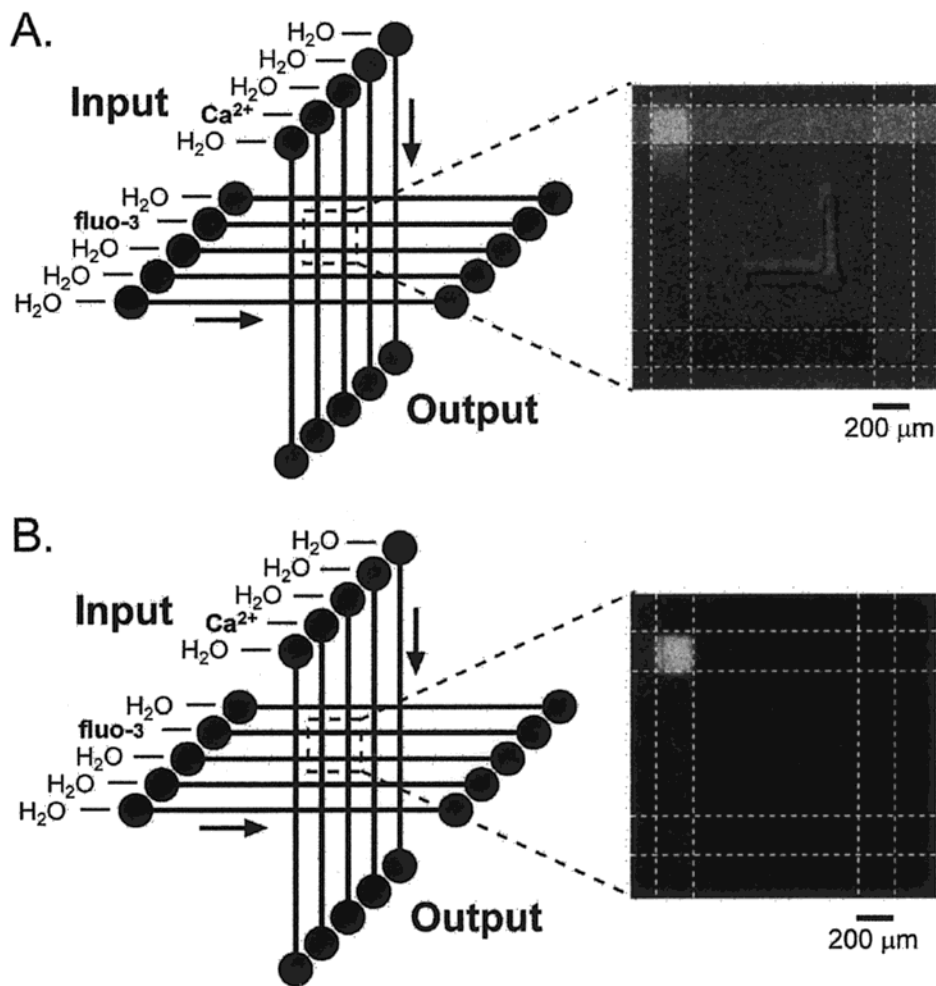 A.
H₂O
H₂O
H₂O
Input
Ca²⁺
H₂O
H₂O
fluo-3
H₂O
H₂O
H₂O
Output
200 μm
B.
H₂O
H₂O
H₂O
Input
Ca²⁺
H₂O
H₂O
fluo-3
H₂O
H₂O
H₂O
Output
200 μm